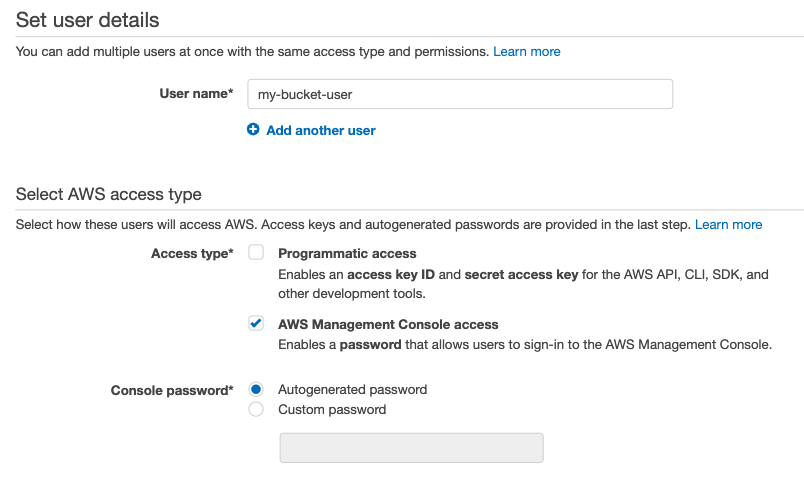 Set user details
You can add multiple users at once with the same access type and permissions. Learn more
User name* my-bucket-user
Add another user
Select AWS access type
Select how these users will access AWS. Access keys and autogenerated passwords are provided in the last step. Learn more
Access type* Programmatic access
Enables an access key ID and secret access key for the AWS API, CLI, SDK, and
other development tools.
AWS Management Console access
Enables a password that allows users to sign-in to the AWS Management Console.
Console password* Autogenerated password
Custom password